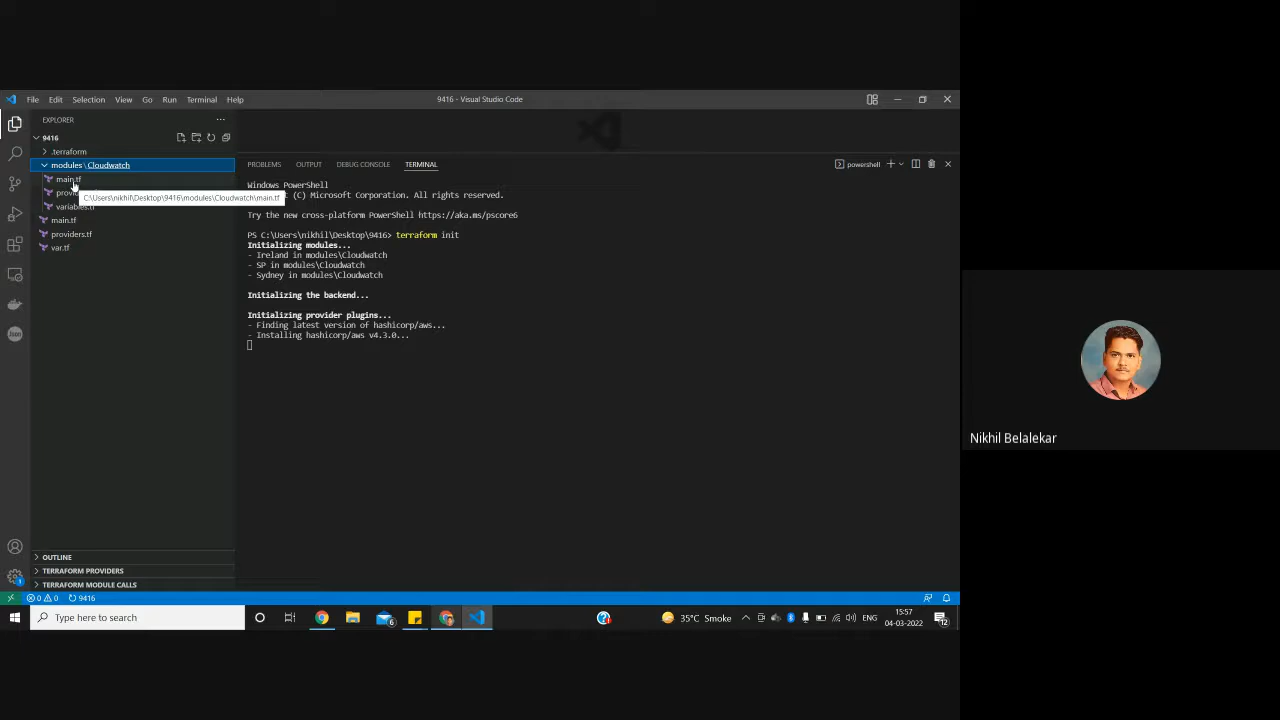 File Edit Selection View Go Run Terminal Help
9416 - Visual Studio Code
EXPLORER
9416
.terraform
modules \ Cloudwatch
main.tf
C:\Users\nikhil\Desktop\9416\modules\Cloudwatch\main.tf
variables.tf
main.tf
providers.tf
var.tf
OUTLINE
TERRAFORM PROVIDERS
TERRAFORM MODULE CALLS
PROBLEMS OUTPUT DEBUG CONSOLE TERMINAL
powershell
Windows PowerShell
(C) Microsoft Corporation. All rights reserved.
Try the new cross-platform PowerShell https://aka.ms/pscore6
PS C:\Users\nikhil\Desktop\9416> terraform init
Initializing modules...
- Ireland in modules\Cloudwatch
- SP in modules\Cloudwatch
- Sydney in modules\Cloudwatch
Initializing the backend...
Initializing provider plugins...
- Finding latest version of hashicorp/aws...
- Installing hashicorp/aws v4.3.0...
0 0 9416
Type here to search
35°C Smoke
ENG
15:57
04-03-2022
Nikhil Belalekar